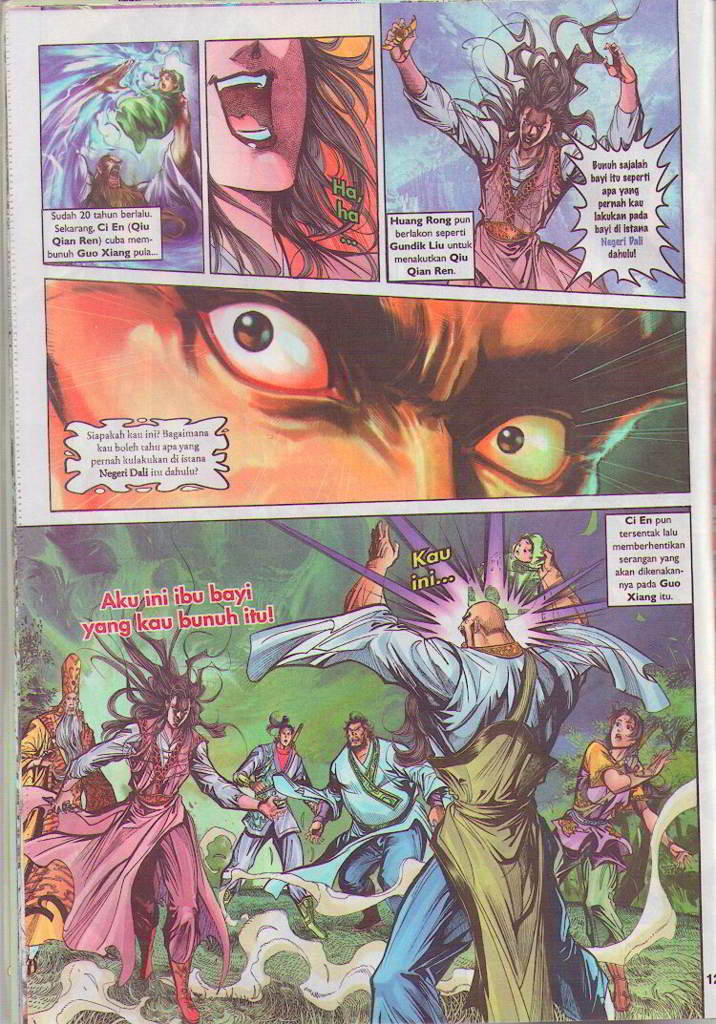 Sudah 20 tahun berlalu.
Sekarang, Ci En (Qiu
Qian Ren) cuba mem-
bunuh Guo Xiang pula...
Ha,
ha
...
Huang Rong pun
berlakon seperti
Gundik Liu untuk
menakutkan Qiu
Qian Ren.
Bunuh sajalah
bayi itu seperti
apa yang
pernah kau
lakukan pada
bayi di istana
Negeri Dali
dahulu!
Siapakah kau ini? Bagaimana
kau boleh tahu apa yang
pernah kulakukan di istana
Negeri Dali itu dahulu?
Ci En pun
tersentak lalu
memberhentikan
serangan yang
akan dikenakan-
nya pada Guo
Xiang itu.
Kau
ini...
Aku ini ibu bayi
yang kau bunuh itu!